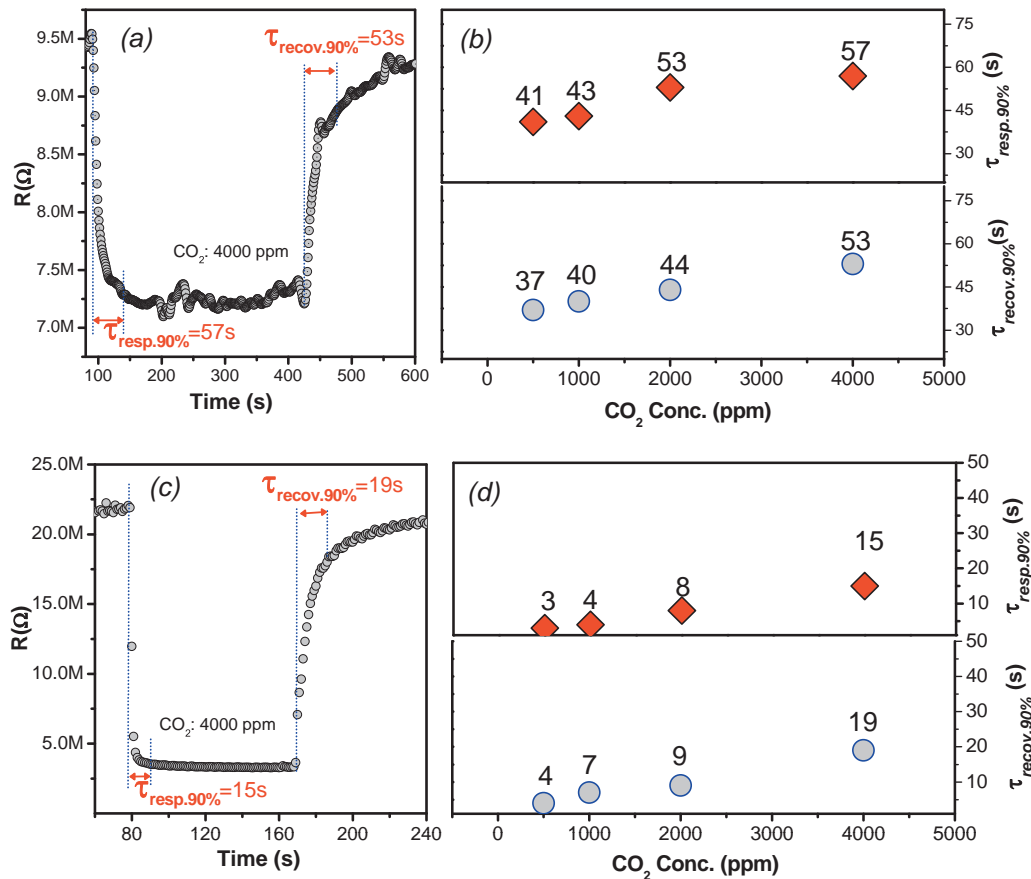 (a)
τrecov.90%=53s
9.5M
9.0M
8.5M
8.0M
7.5M
7.0M
R(Ω)
CO2: 4000 ppm
τresp.90%=57s
100 200 300 400 500 600
Time (s)
(b)
41 43 53 57
75
60
45
30
τresp.90% (s)
37 40 44 53
75
60
45
30
τrecov.90%(s)
0 1000 2000 3000 4000 5000
CO2 Conc. (ppm)
(c)
τrecov.90%=19s
25.0M
20.0M
15.0M
10.0M
5.0M
R(Ω)
CO2: 4000 ppm
τresp.90%=15s
80 120 160 200 240
Time (s)
(d)
3 4 8 15
50
40
30
20
10
τresp.90% (s)
4 7 9 19
50
40
30
20
10
τrecov.90%(s)
0 1000 2000 3000 4000 5000
CO2 Conc. (ppm)